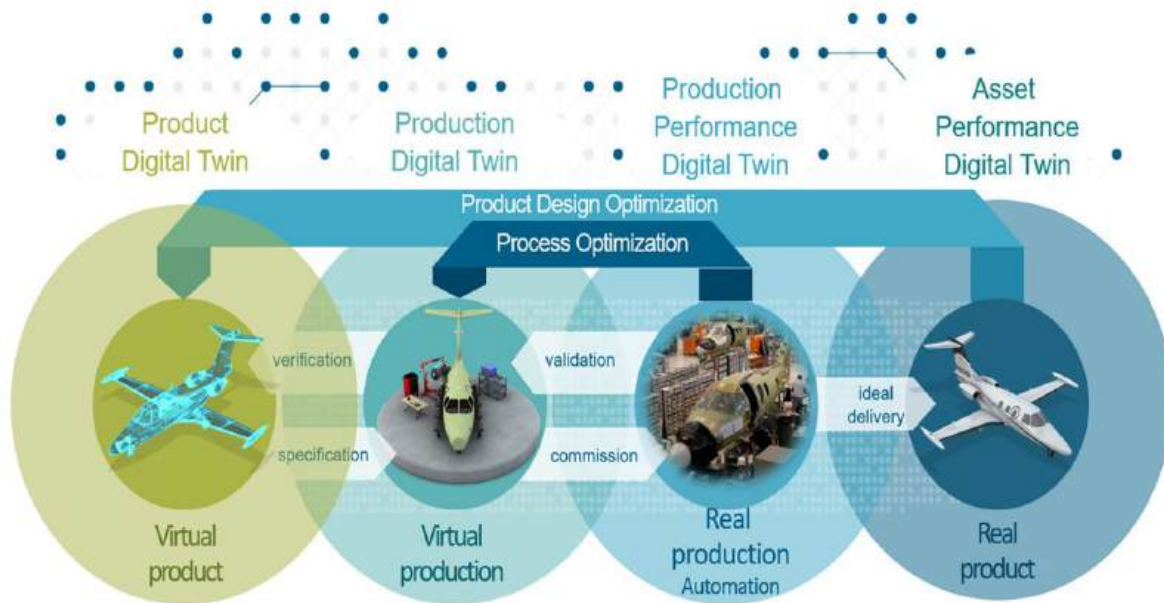 Product
Digital Twin
Production
Digital Twin
Production
Performance
Digital Twin
Asset
Performance
Digital Twin
Product Design Optimization
Process Optimization
verification
validation
ideal
delivery
specification
commission
Virtual
product
Virtual
production
Real
production
Automation
Real
product